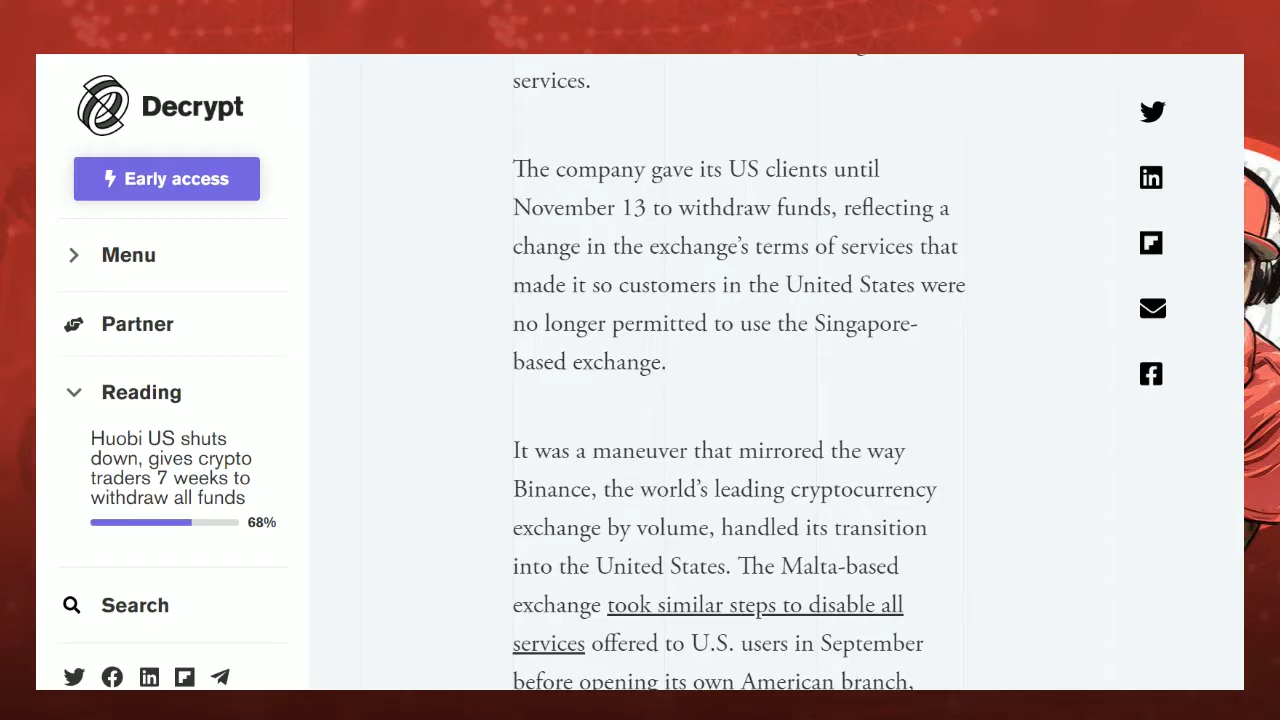 Decrypt
Early access
Menu
Partner
Reading
Huobi US shuts
down, gives crypto
traders 7 weeks to
withdraw all funds
68%
Search
services.
The company gave its US clients until
November 13 to withdraw funds, reflecting a
change in the exchange’s terms of services that
made it so customers in the United States were
no longer permitted to use the Singapore-
based exchange.
It was a maneuver that mirrored the way
Binance, the world’s leading cryptocurrency
exchange by volume, handled its transition
into the United States. The Malta-based
exchange took similar steps to disable all
services offered to U.S. users in September
before opening its own American branch,